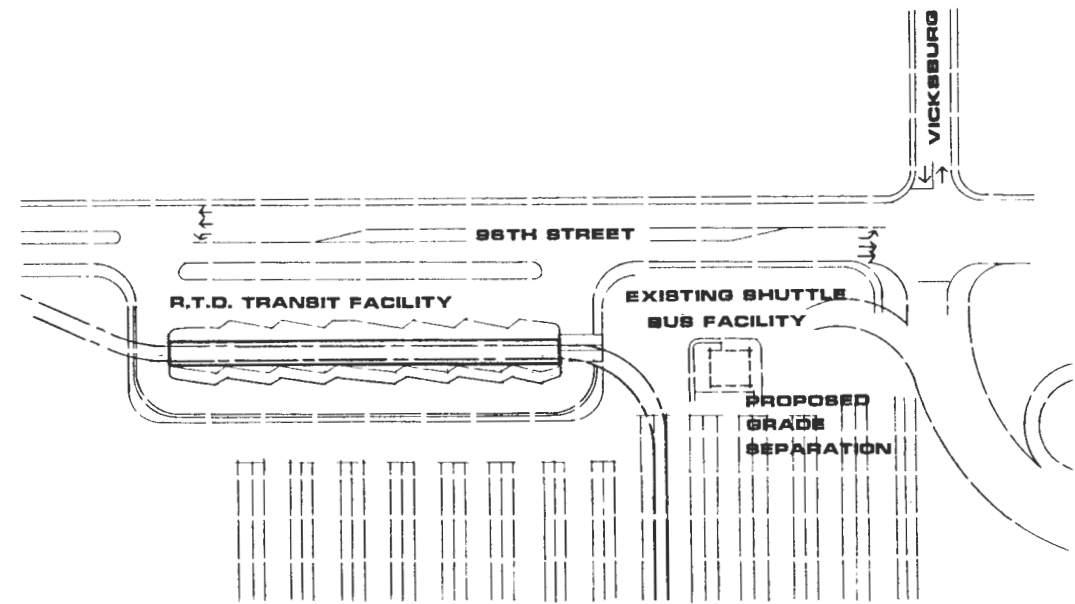 VICKSBURG
96TH STREET
R.T.D. TRANSIT FACILITY
EXISTING SHUTTLE
BUS FACILITY
PROPOSED
GRADE
SEPARATION